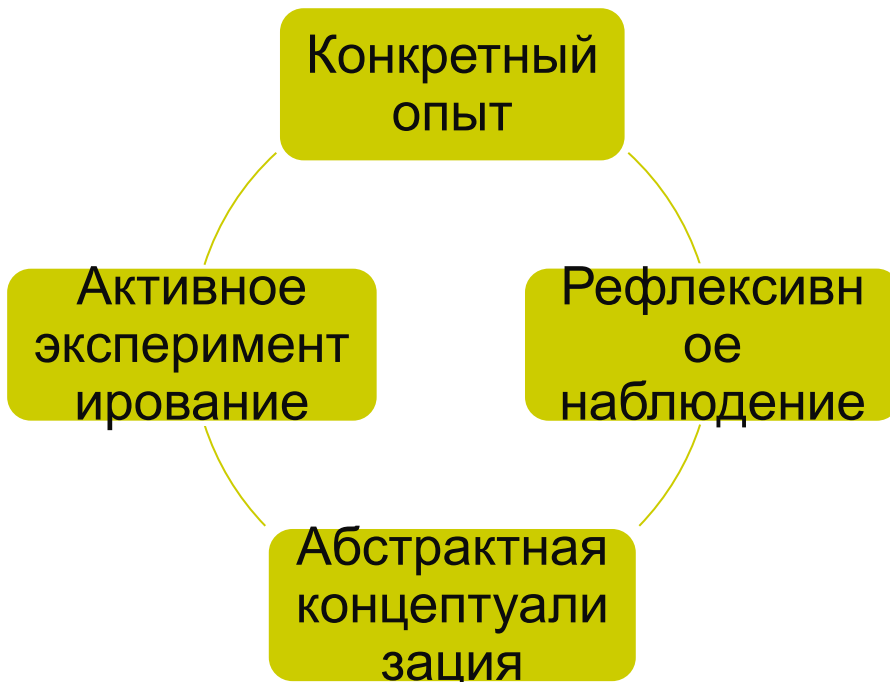 Конкретный
опыт
Активное
эксперимент
ирование
Рефлексивн
ое
наблюдение
Абстрактная
концептуали
зация